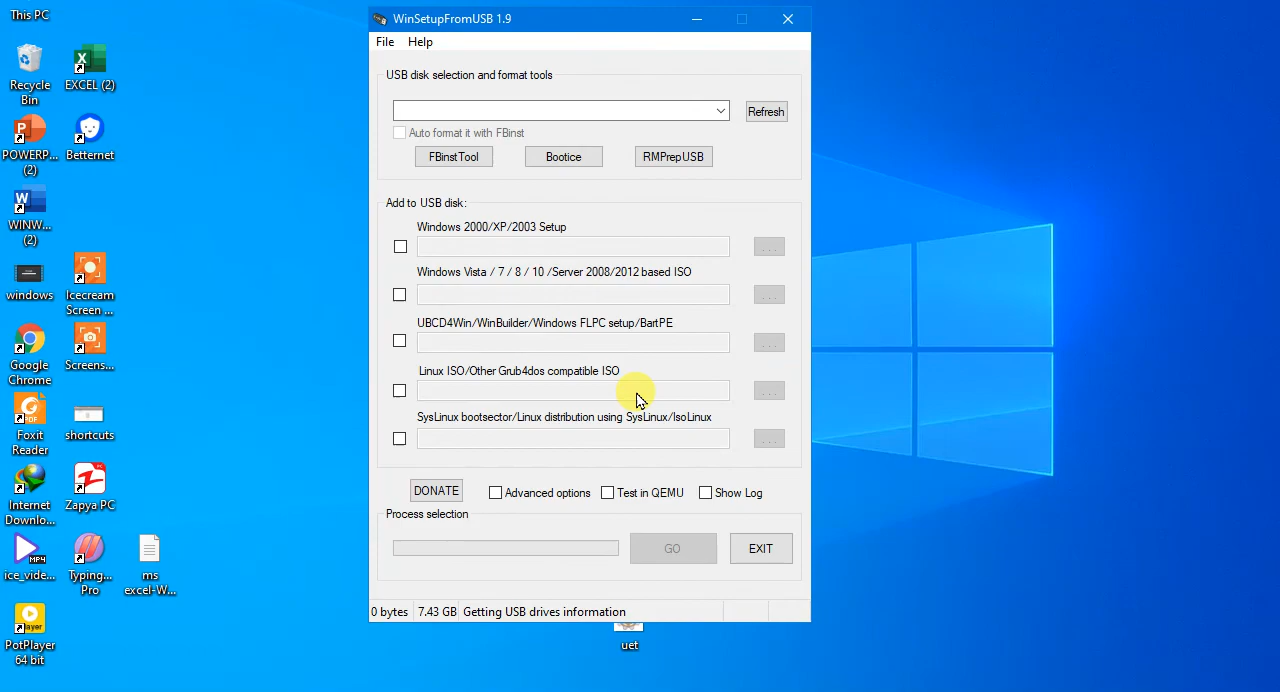 This PC
Recycle
Bin
EXCEL (2)
POWERP...
(2)
Betternet
WINW...
(2)
windows
Icecream
Screen ...
Google
Chrome
Screens...
Foxit
Reader
shortcuts
Internet
Downlo...
Zapya PC
MP4
ice_vide...
Typing...
Pro
ms
excel-W...
Player
PotPlayer
64 bit
uet
WinSetupFromUSB 1.9
File Help
USB disk selection and format tools
Refresh
Auto format it with FBinst
FBinstTool Bootice RMPrepUSB
Add to USB disk:
Windows 2000/XP/2003 Setup
...
Windows Vista / 7 / 8 / 10 /Server 2008/2012 based ISO
...
UBCD4Win/WinBuilder/Windows FLPC setup/BartPE
...
Linux ISO/Other Grub4dos compatible ISO
...
SysLinux bootsector/Linux distribution using SysLinux/IsoLinux
...
DONATE Advanced options Test in QEMU Show Log
Process selection
GO EXIT
0 bytes 7.43 GB Getting USB drives information